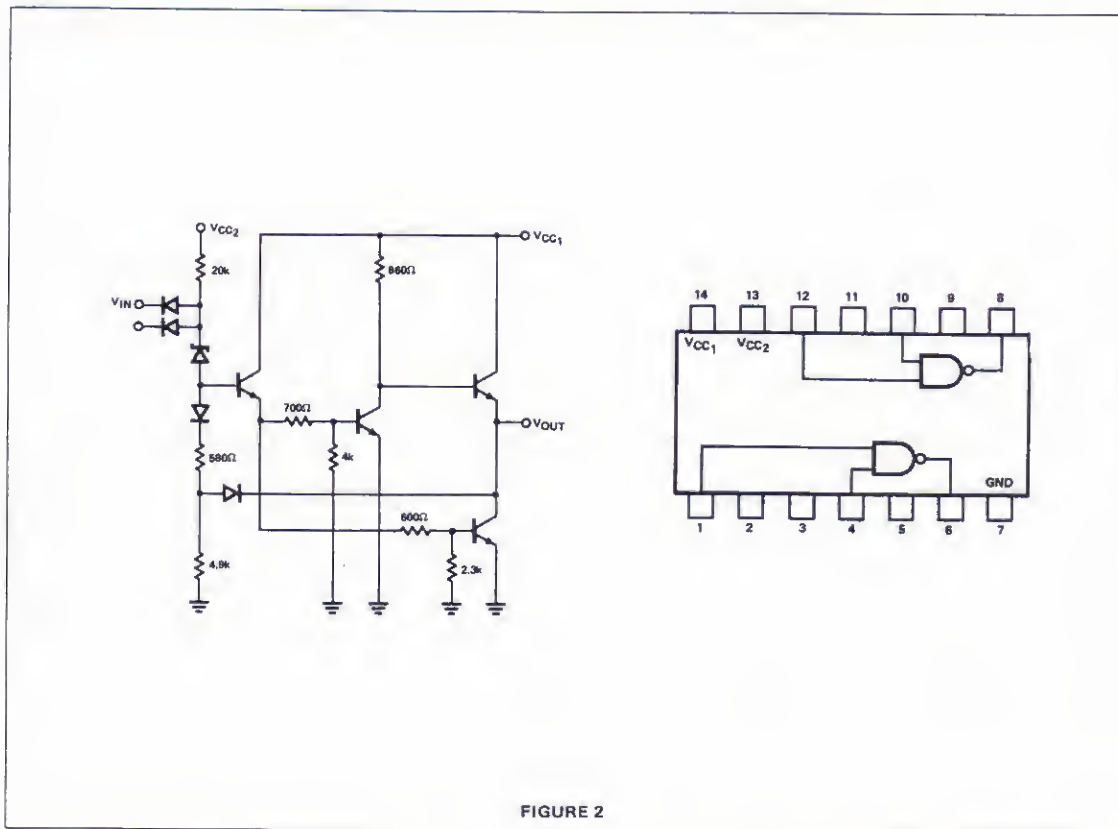 VCC2
20k
VIN
VCC1
860Ω
700Ω
4k
VOUT
580Ω
600Ω
4.9k
2.3k
14 13 12 11 10 9 8
VCC1 VCC2
GND
1 2 3 4 5 6 7
FIGURE 2